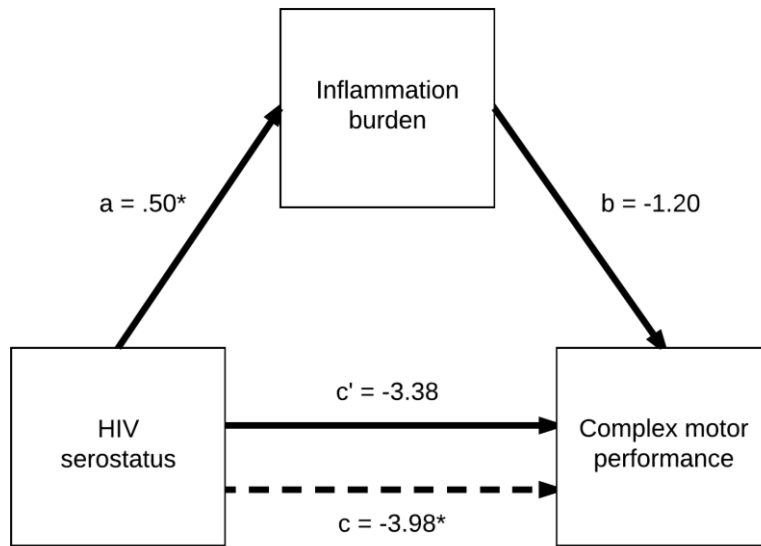 Inflammation
burden
a = .50*
b = -1.20
c' = -3.38
HIV
serostatus
Complex motor
performance
c = -3.98*